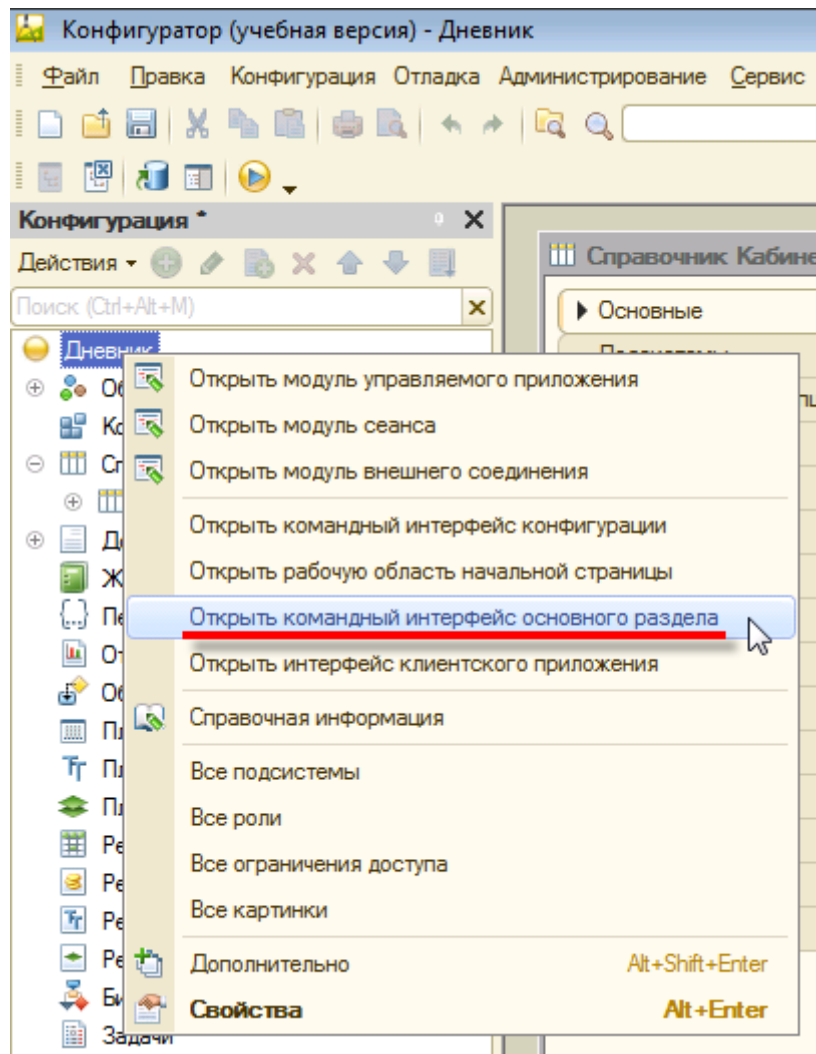 Конфигуратор (учебная версия) - Дневник
Файл Правка Конфигурация Отладка Администрирование Сервис
Конфигурация *
Действия
Справочник Кабине
Поиск (Ctrl+Alt+M)
Основные
Дневник
Открыть модуль управляемого приложения
Открыть модуль сеанса
Открыть модуль внешнего соединения
Открыть командный интерфейс конфигурации
Открыть рабочую область начальной страницы
Открыть командный интерфейс основного раздела
Открыть интерфейс клиентского приложения
Справочная информация
Все подсистемы
Все роли
Все ограничения доступа
Все картинки
Дополнительно Alt+Shift+Enter
Свойства Alt+Enter
Задачи